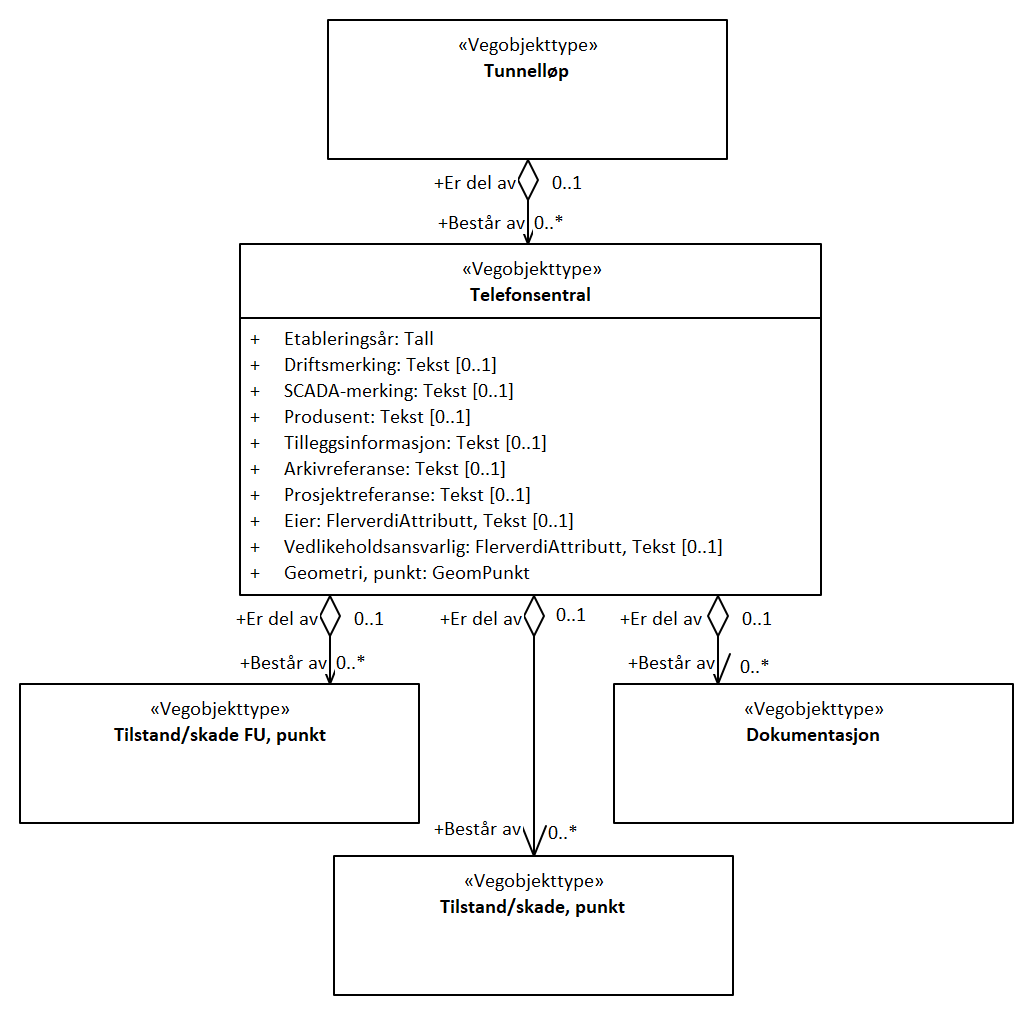 «Vegobjekttype»
Tunnelløp
+Er del av 0..1
+Består av 0..*
«Vegobjekttype»
Telefonsentral
+ Etableringsår: Tall
+ Driftsmerking: Tekst [0..1]
+ SCADA-merking: Tekst [0..1]
+ Produsent: Tekst [0..1]
+ Tilleggsinformasjon: Tekst [0..1]
+ Arkivreferanse: Tekst [0..1]
+ Prosjektreferanse: Tekst [0..1]
+ Eier: FlerverdiAttributt, Tekst [0..1]
+ Vedlikeholdsansvarlig: FlerverdiAttributt, Tekst [0..1]
+ Geometri, punkt: GeomPunkt
+Er del av 0..1 +Er del av 0..1 +Er del av 0..1
+Består av 0..* +Består av 0..*
«Vegobjekttype» «Vegobjekttype»
Tilstand/skade FU, punkt Dokumentasjon
+Består av 0..*
«Vegobjekttype»
Tilstand/skade, punkt